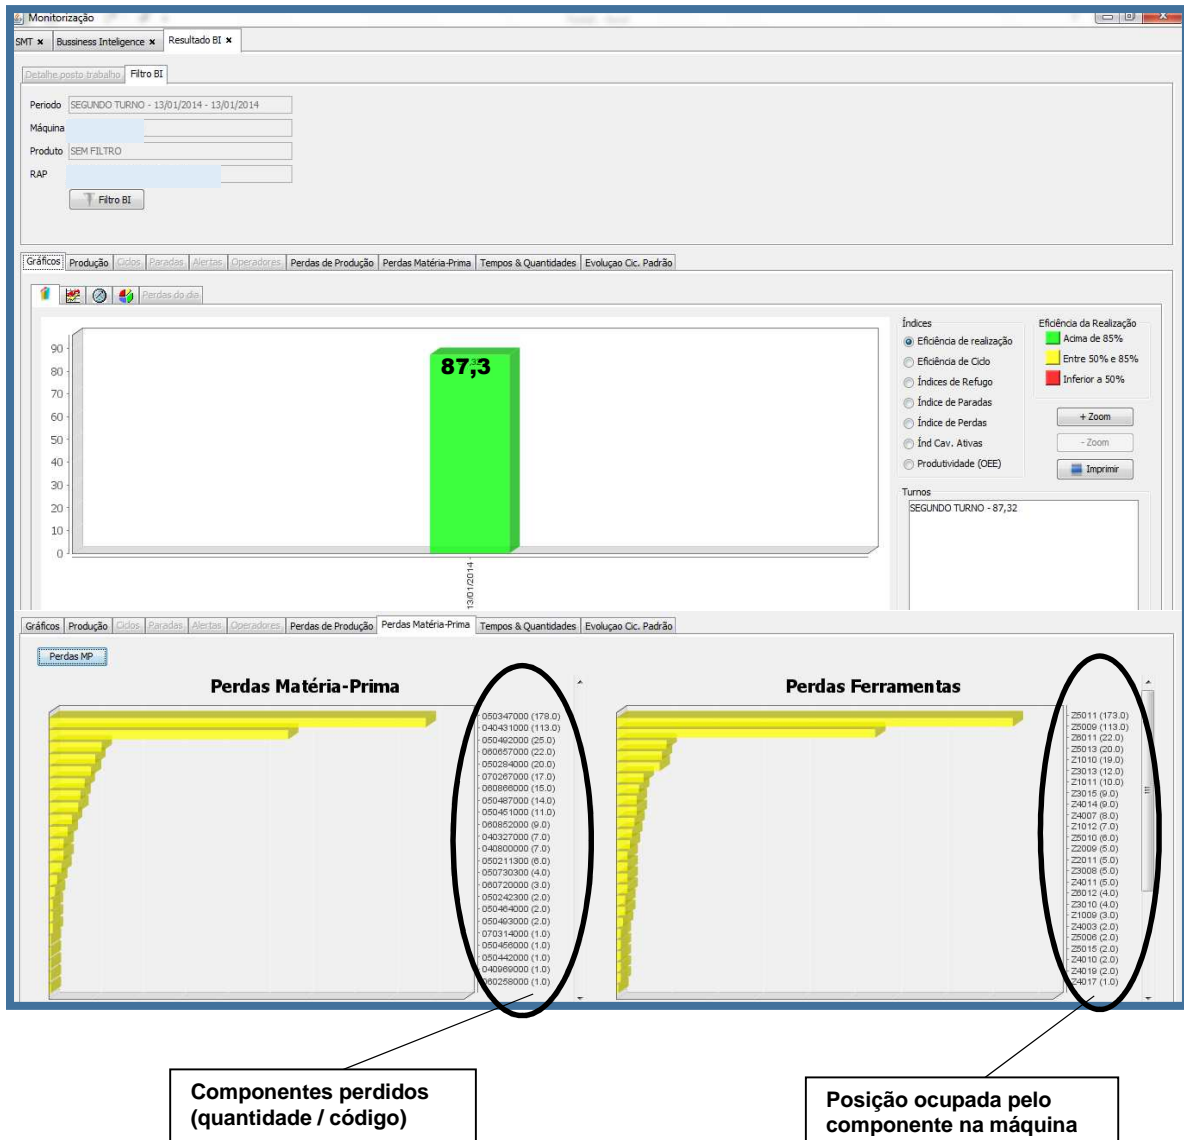 Monitorização
SMT × Bussiness Inteligence × Resultado BI ×
Detalhe posto trabalho Filtro BI
Periodo SEGUNDO TURNO - 13/01/2014 - 13/01/2014
Máquina
Produto SEM FILTRO
RAP
Filtro BI
Gráficos Produção Ciclos Paradas Alertas Operadores Perdas de Produção Perdas Matéria-Prima Tempos & Quantidades Evoluçao Cic. Padrão
Perdas do dia
90
80
70
60
50
40
30
20
10
0
87,3
13/01/2014
Índices
Eficiência de realização
Eficiência de Ciclo
Índices de Refugo
Índice de Paradas
Índice de Perdas
Índ Cav. Ativas
Produtividade (OEE)
Eficiência da Realização
Acima de 85%
Entre 50% e 85%
Inferior a 50%
+ Zoom
- Zoom
Imprimir
Turnos
SEGUNDO TURNO - 87,32
Gráficos Produção Ciclos Paradas Alertas Operadores Perdas de Produção Perdas Matéria-Prima Tempos & Quantidades Evoluçao Cic. Padrão
Perdas MP
Perdas Matéria-Prima
050347000 (178.0)
040431000 (113.0)
050492000 (25.0)
060657000 (22.0)
050284000 (20.0)
070267000 (17.0)
060866000 (15.0)
050487000 (14.0)
050451000 (11.0)
060852000 (9.0)
040327000 (7.0)
040800000 (7.0)
050211300 (6.0)
050730300 (4.0)
060720000 (3.0)
050242300 (2.0)
050464000 (2.0)
050493000 (2.0)
070314000 (1.0)
050456000 (1.0)
050442000 (1.0)
040969000 (1.0)
060258000 (1.0)
Perdas Ferramentas
Z5011 (173.0)
Z5009 (113.0)
Z6011 (22.0)
Z5013 (20.0)
Z1010 (19.0)
Z3013 (12.0)
Z1011 (10.0)
Z3015 (9.0)
Z4014 (9.0)
Z4007 (8.0)
Z1012 (7.0)
Z5010 (6.0)
Z2009 (5.0)
Z2011 (5.0)
Z3008 (5.0)
Z4011 (5.0)
Z6012 (4.0)
Z3010 (4.0)
Z1009 (3.0)
Z4003 (2.0)
Z5006 (2.0)
Z5015 (2.0)
Z4010 (2.0)
Z4019 (2.0)
Z4017 (1.0)
Componentes perdidos
(quantidade / código)
Posição ocupada pelo
componente na máquina